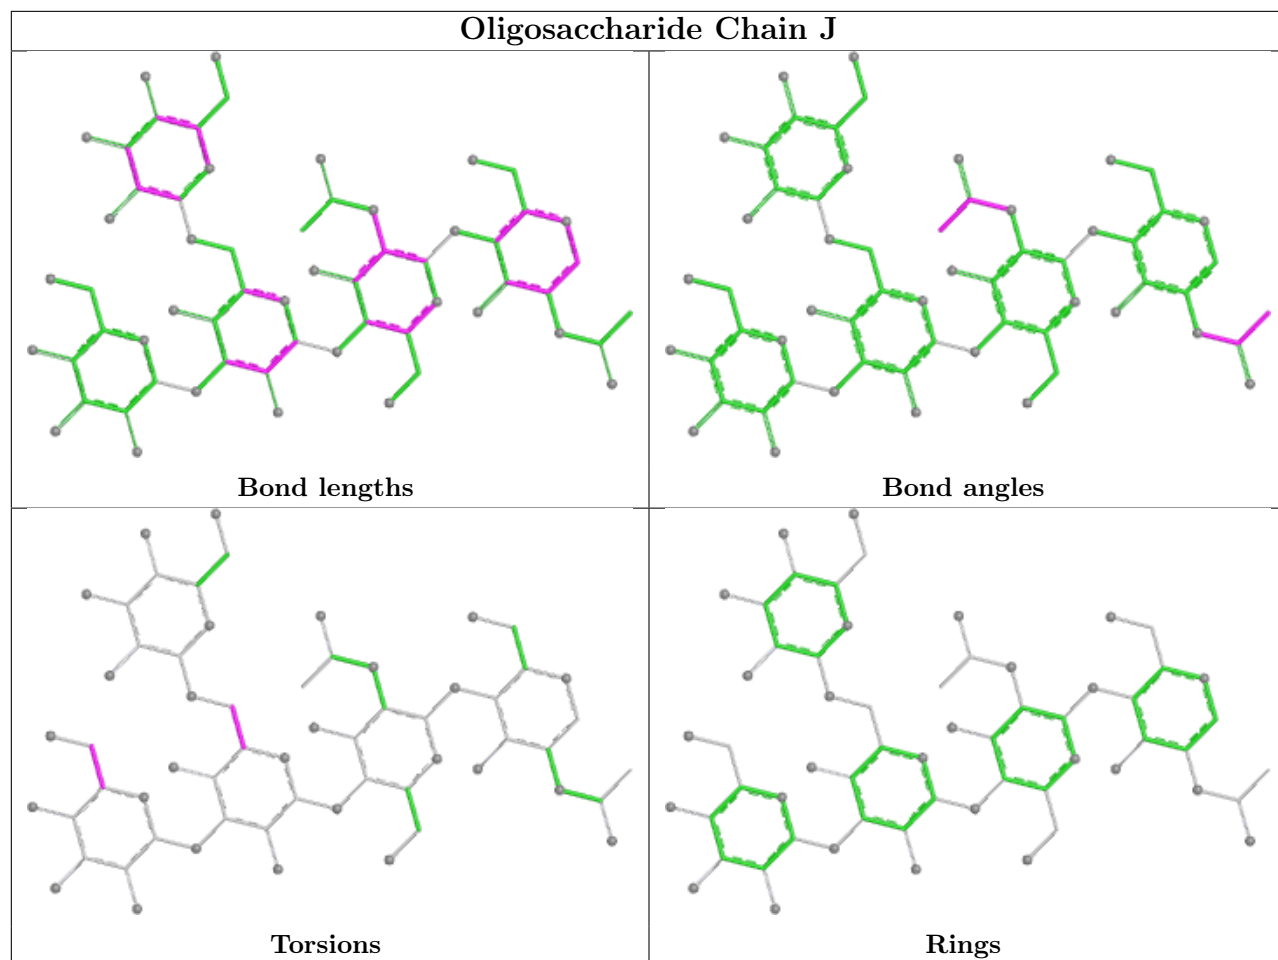 Oligosaccharide Chain J
Bond lengths
Bond angles
Torsions
Rings